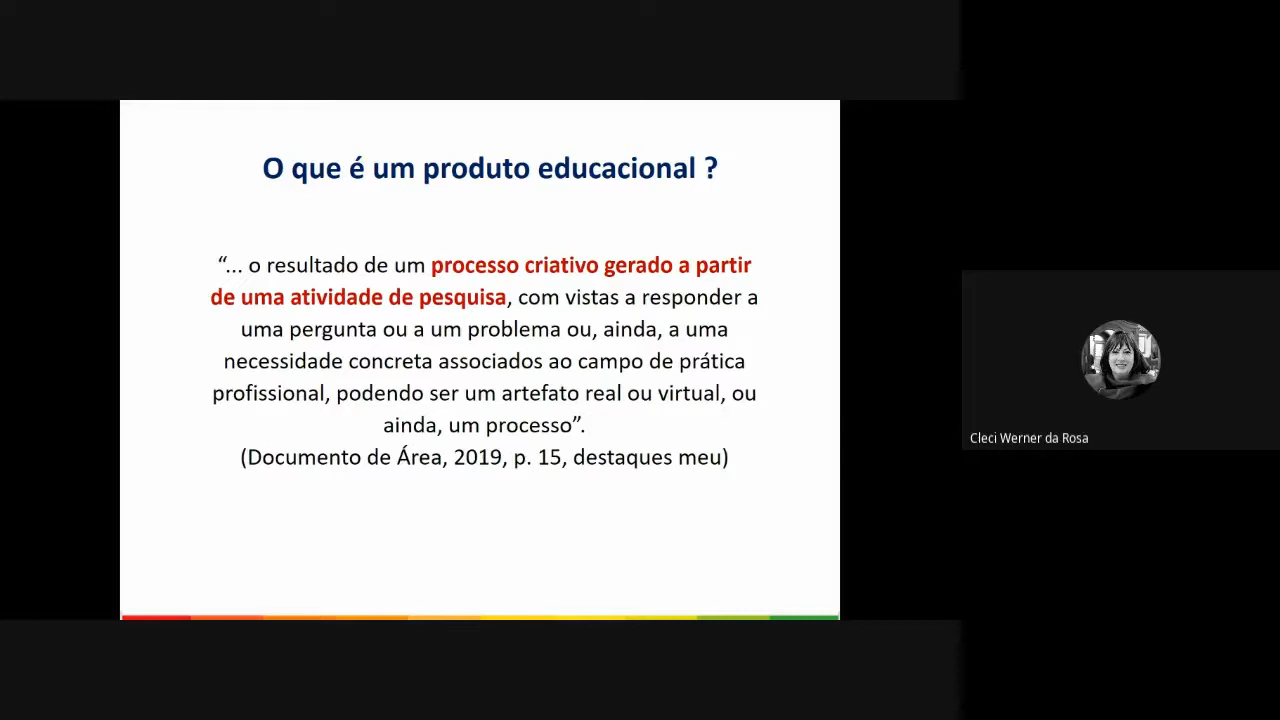 O que é um produto educacional ?
“... o resultado de um processo criativo gerado a partir
de uma atividade de pesquisa, com vistas a responder a
uma pergunta ou a um problema ou, ainda, a uma
necessidade concreta associados ao campo de prática
profissional, podendo ser um artefato real ou virtual, ou
ainda, um processo”.
(Documento de Área, 2019, p. 15, destaques meu)
Cleci Werner da Rosa